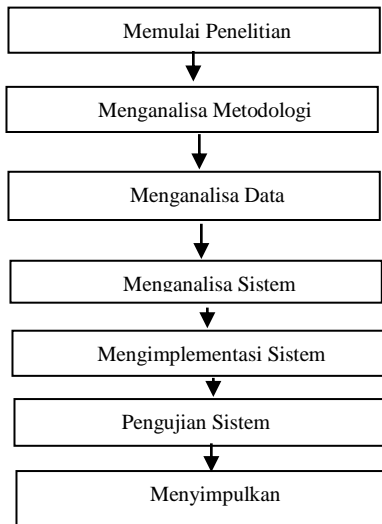 Memulai Penelitian
Menganalisa Metodologi
Menganalisa Data
Menganalisa Sistem
Mengimplementasi Sistem
Pengujian Sistem
Menyimpulkan